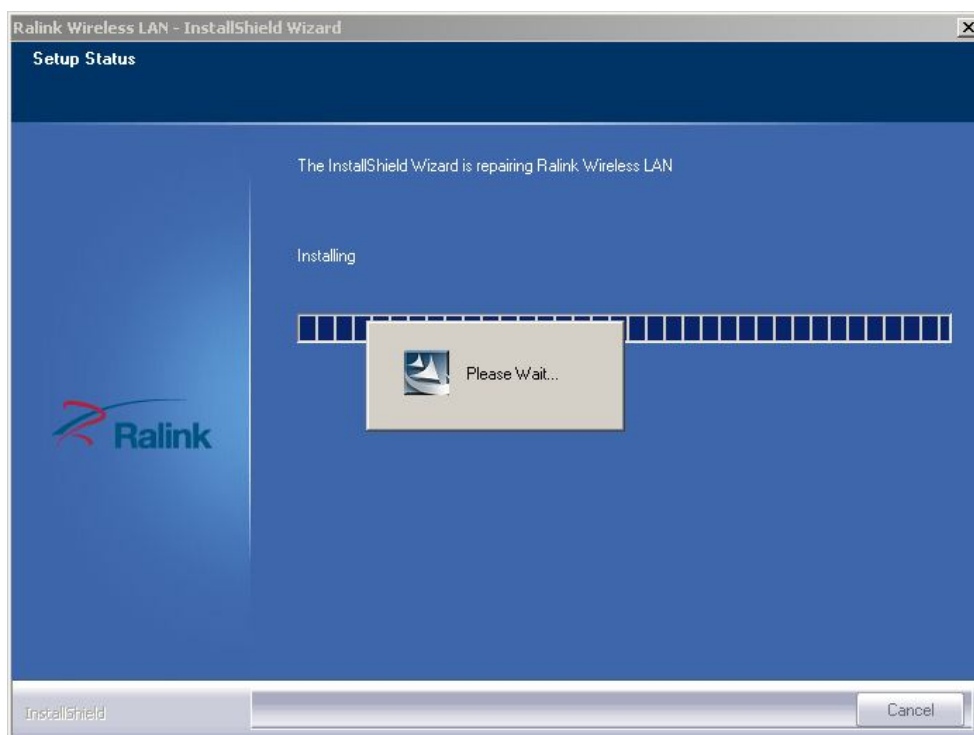 Ralink Wireless LAN - InstallShield Wizard
Setup Status
The InstallShield Wizard is repairing Ralink Wireless LAN
Installing
Please Wait...
Ralink
InstallShield
Cancel